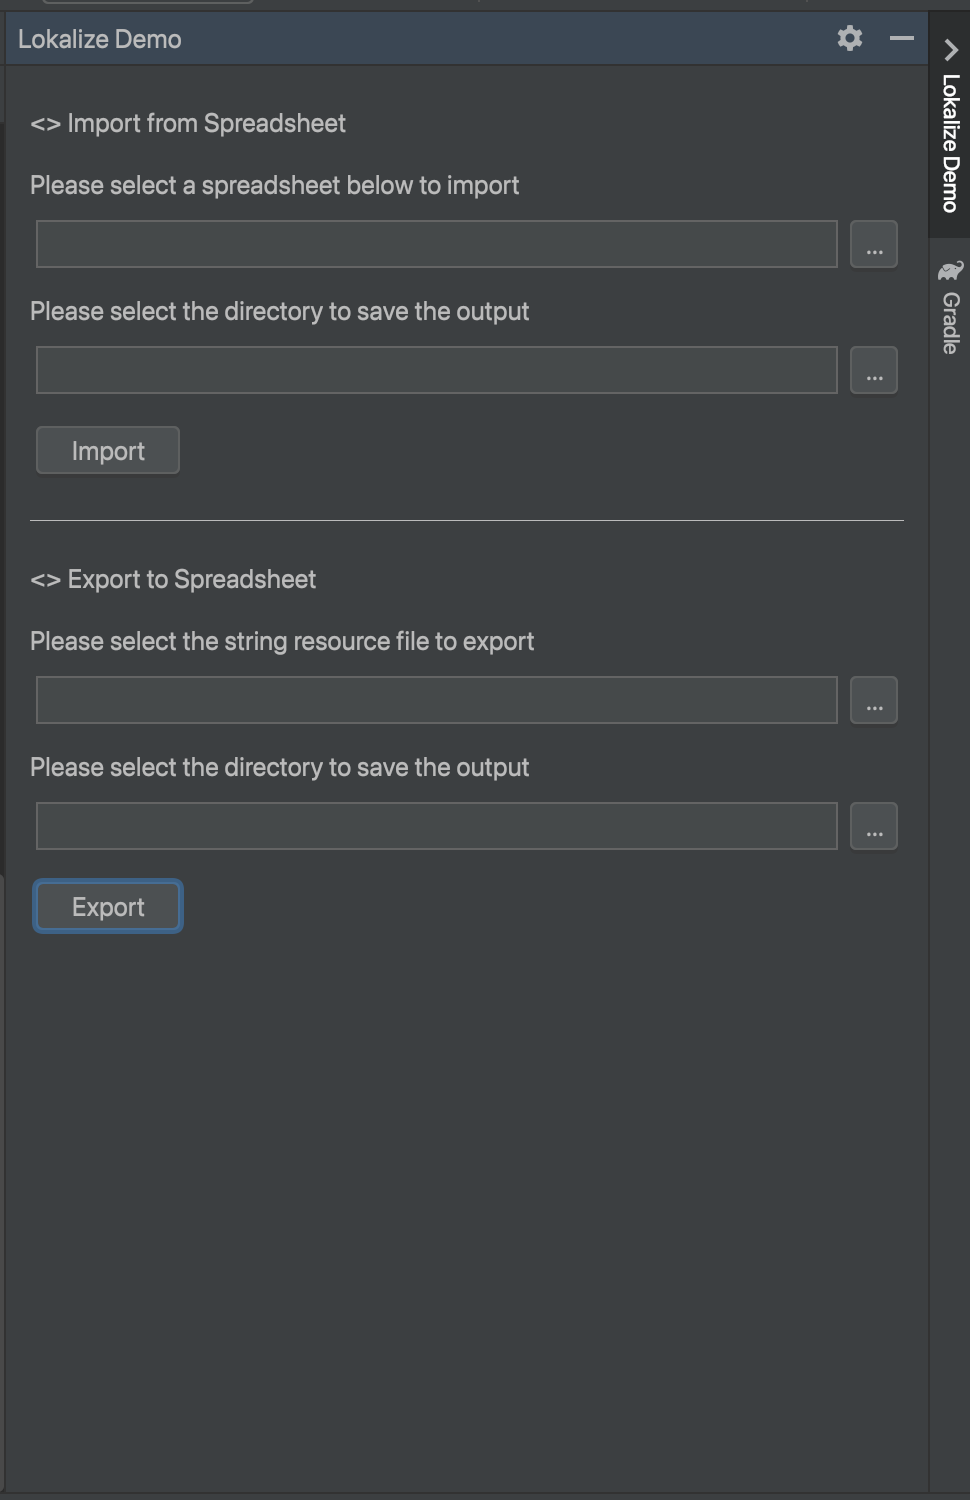 Lokalize Demo
<> Import from Spreadsheet
Please select a spreadsheet below to import
...
Please select the directory to save the output
...
Import
<> Export to Spreadsheet
Please select the string resource file to export
...
Please select the directory to save the output
...
Export
Lokalize Demo
Gradle